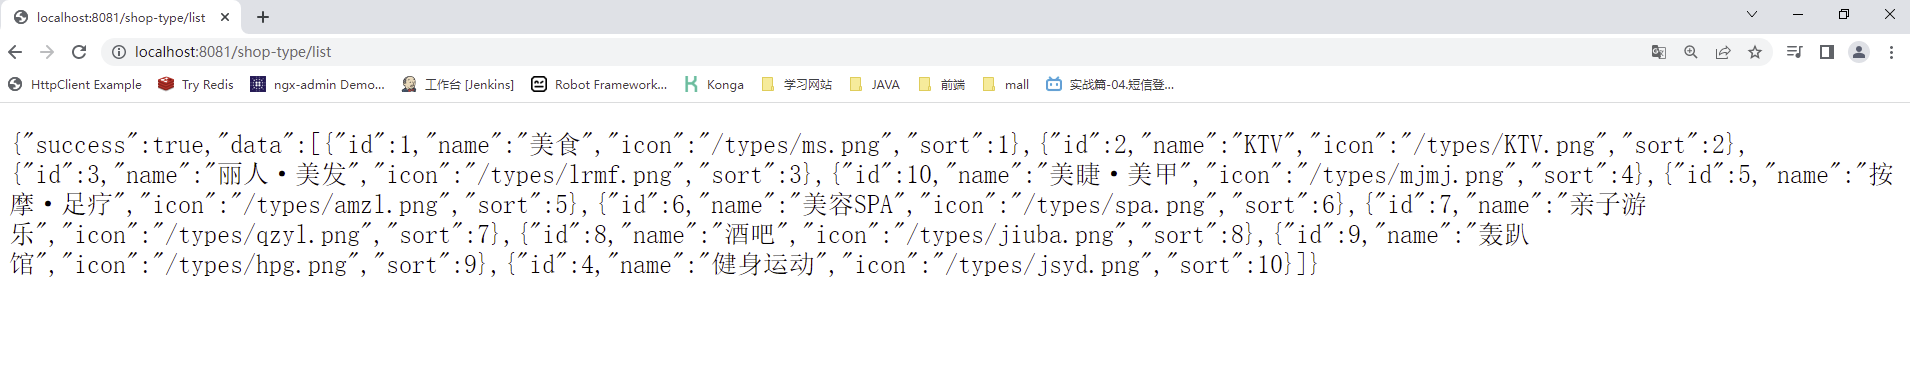 localhost:8081/shop-type/list
localhost:8081/shop-type/list
HttpClient Example Try Redis ngx-admin Demo... 工作台 [Jenkins] Robot Framework... Konga 学习网站 JAVA 前端 mall 实战篇-04.短信登...
{"success":true,"data":[{"id":1,"name":"美食","icon":"/types/ms.png","sort":1},{"id":2,"name":"KTV","icon":"/types/KTV.png","sort":2},
{"id":3,"name":"丽人·美发","icon":"/types/lrmf.png","sort":3},{"id":10,"name":"美睫·美甲","icon":"/types/mjmj.png","sort":4},{"id":5,"name":"按
摩·足疗","icon":"/types/amzl.png","sort":5},{"id":6,"name":"美容SPA","icon":"/types/spa.png","sort":6},{"id":7,"name":"亲子游
乐","icon":"/types/qzyl.png","sort":7},{"id":8,"name":"酒吧","icon":"/types/jiuba.png","sort":8},{"id":9,"name":"轰趴
馆","icon":"/types/hpg.png","sort":9},{"id":4,"name":"健身运动","icon":"/types/jsyd.png","sort":10}]}